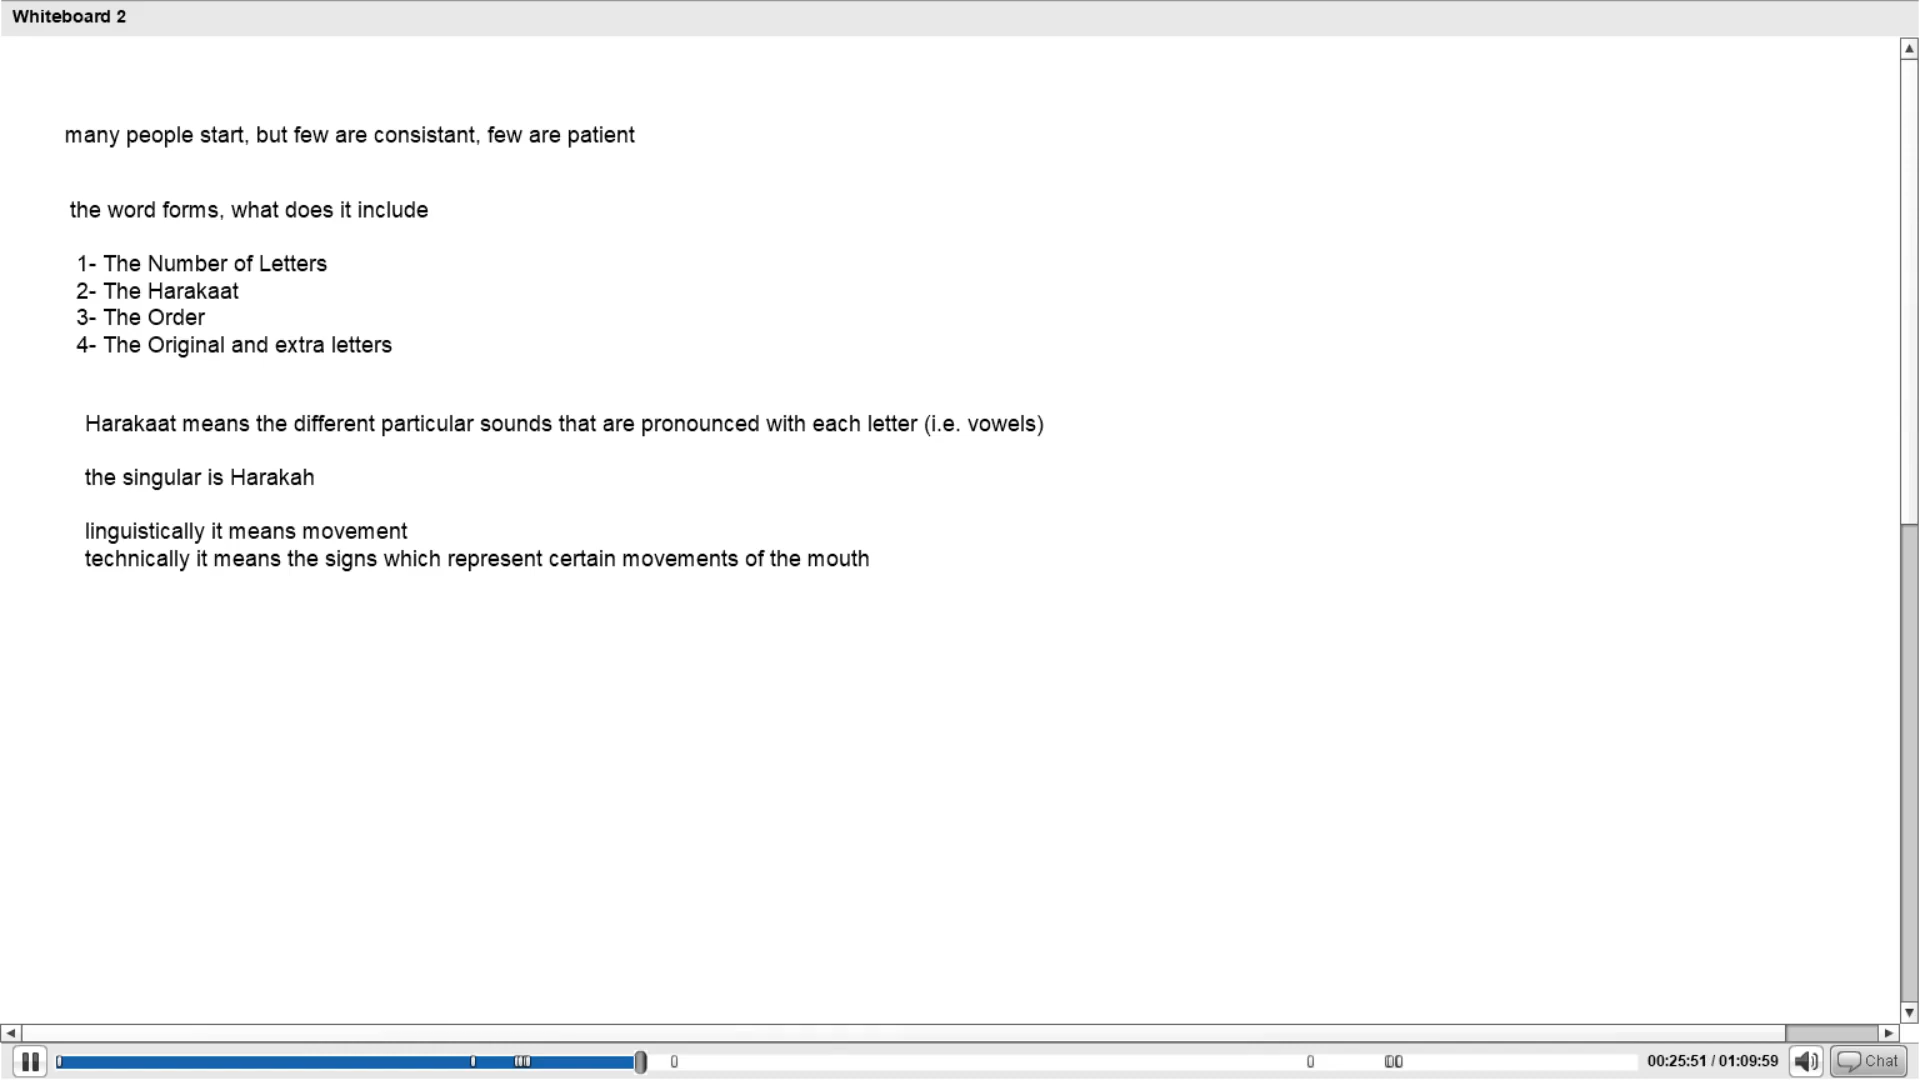 Whiteboard 2
many people start, but few are consistant, few are patient
the word forms, what does it include
1- The Number of Letters
2- The Harakaat
3- The Order
4- The Original and extra letters
Harakaat means the different particular sounds that are pronounced with each letter (i.e. vowels)
the singular is Harakah
linguistically it means movement
technically it means the signs which represent certain movements of the mouth
00:25:51 / 01:09:59
Chat